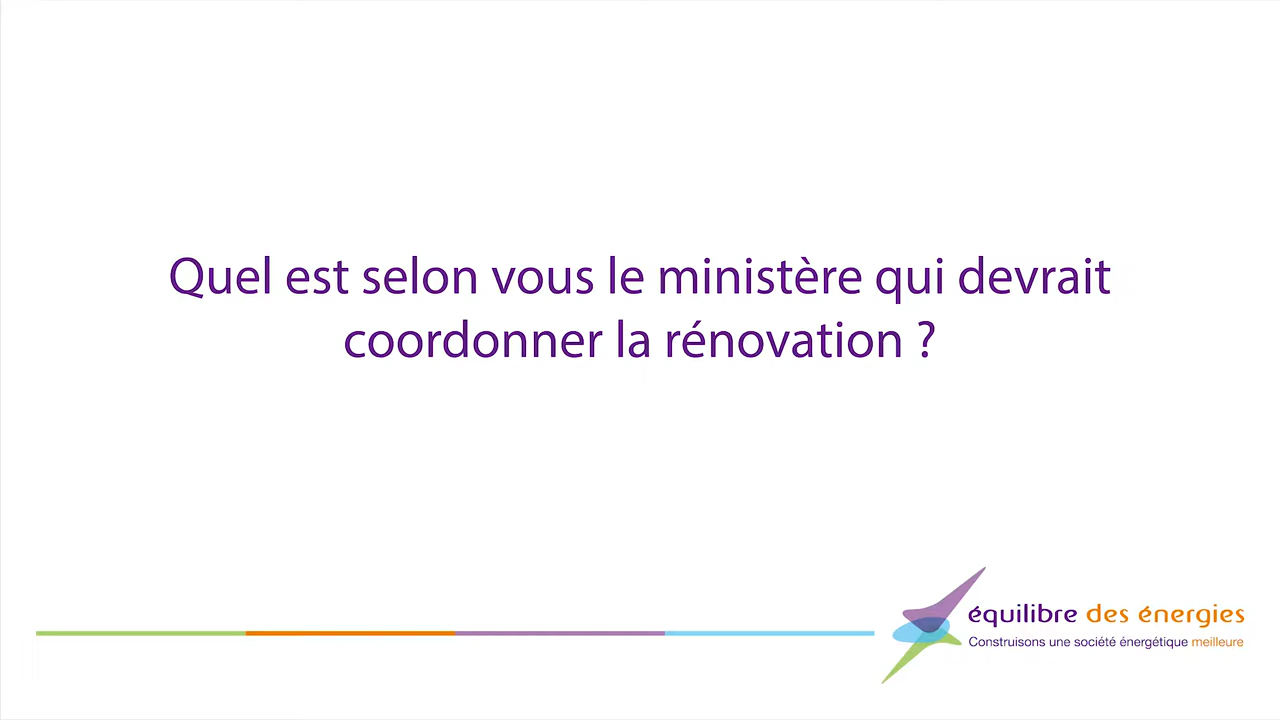 Quel est selon vous le ministère qui devrait
coordonner la rénovation ?
équilibre des énergies
Construisons une société énergétique meilleure